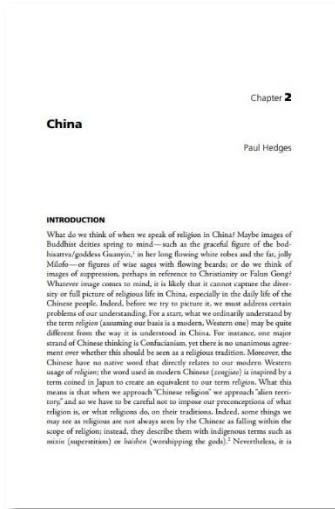 Chapter 2
China
Paul Hedges
INTRODUCTION
What do we think of when we speak of religion in China? Maybe images of
Buddhist deities spring to mind—such as the graceful figure of the bod-
hisattva/goddess Guanyin,¹ in her long flowing white robes and the fat, jolly
Milofo—or figures of wise sages with flowing beards; or do we think of
images of suppression, perhaps in reference to Christianity or Falun Gong?
Whatever image comes to mind, it is likely that it cannot capture the diver-
sity or full picture of religious life in China, especially in the daily life of the
Chinese people. Indeed, before we try to picture it, we must address certain
problems of our understanding. For a start, what we ordinarily understand by
the term religion (assuming our basis is a modern, Western one) may be quite
different from the way it is understood in China. For instance, one major
strand of Chinese thinking is Confucianism, yet there is no unanimous agree-
ment over whether this should be seen as a religious tradition. Moreover, the
Chinese have no native word that directly relates to our modern Western
usage of religion; the word used in modern Chinese (zongjiao) is inspired by a
term coined in Japan to create an equivalent to our term religion. What this
means is that when we approach “Chinese religion” we approach “alien terri-
tory,” and so we have to be careful not to impose our preconceptions of what
religion is, or what religions do, on their traditions. Indeed, some things we
may see as religious are not always seen by the Chinese as falling within the
scope of religion; instead, they describe them with indigenous terms such as
mixin (superstition) or baishen (worshipping the gods).² Nevertheless, it is